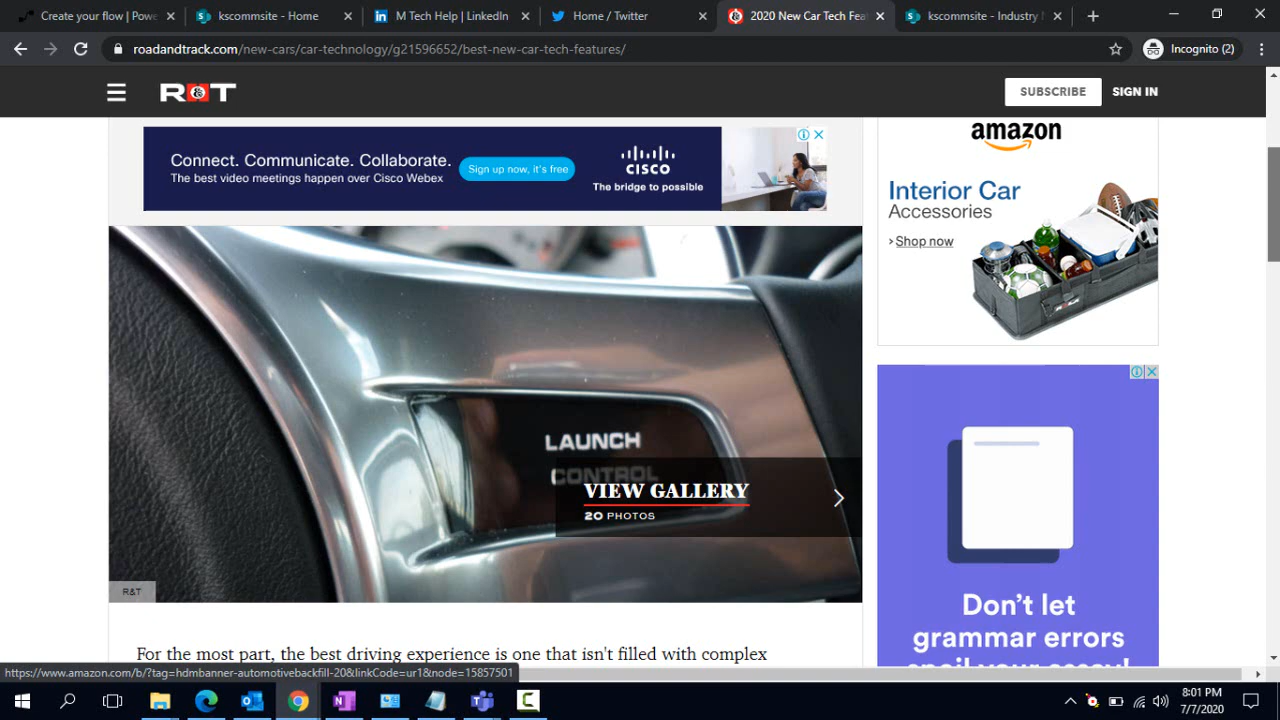 Create your flow | Powe
kscommsite - Home
M Tech Help | LinkedIn
Home / Twitter
2020 New Car Tech Fea
kscommsite - Industry N
roadandtrack.com/new-cars/car-technology/g21596652/best-new-car-tech-features/
Incognito (2)
R&T
SUBSCRIBE
SIGN IN
Connect. Communicate. Collaborate.
The best video meetings happen over Cisco Webex
Sign up now, it's free
CISCO
The bridge to possible
amazon
Interior Car
Accessories
› Shop now
LAUNCH
CONTROL
VIEW GALLERY
20 PHOTOS
R&T
Don't let
grammar errors
spoil your essay!
For the most part, the best driving experience is one that isn't filled with complex
https://www.amazon.com/b/?tag=hdmbanner-automotivebackfill-20&linkCode=ur1&node=15857501
8:01 PM
7/7/2020